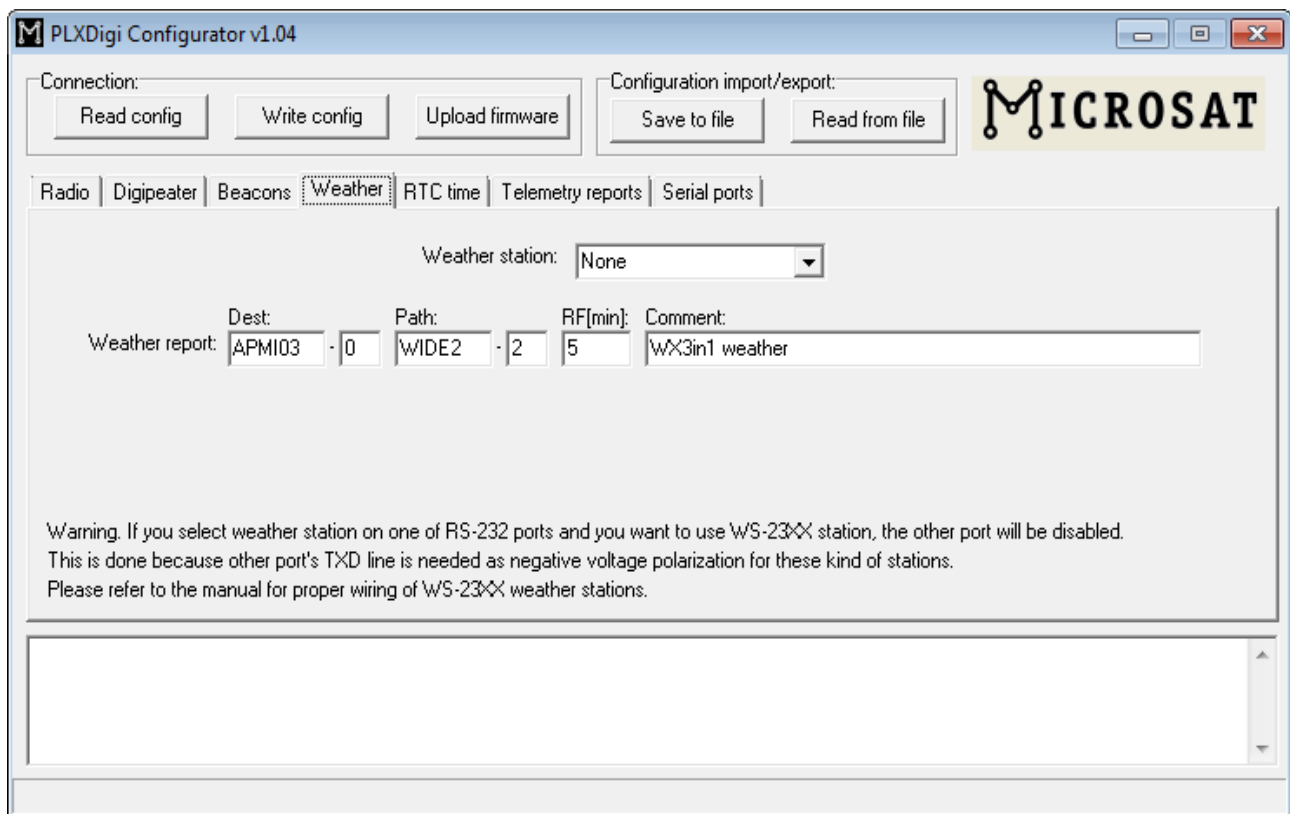 PLXDigi Configurator v1.04
Connection:
Read config Write config Upload firmware
Configuration import/export:
Save to file Read from file
MICROSAT
Radio Digipeater Beacons Weather RTC time Telemetry reports Serial ports
Weather station: None
Dest: Path: RF[min]: Comment:
Weather report: APMI03 - 0 WIDE2 - 2 5 WX3in1 weather
Warning. If you select weather station on one of RS-232 ports and you want to use WS-23XX station, the other port will be disabled.
This is done because other port's TXD line is needed as negative voltage polarization for these kind of stations.
Please refer to the manual for proper wiring of WS-23XX weather stations.